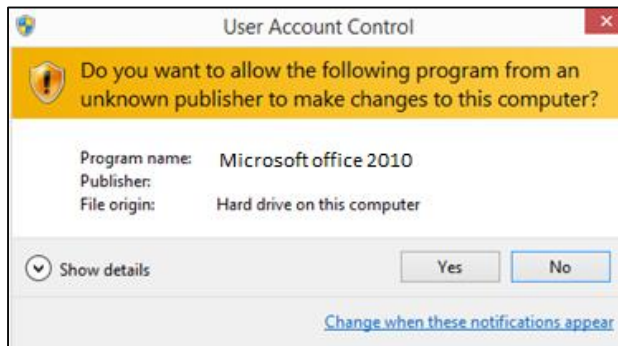 User Account Control
Do you want to allow the following program from an
unknown publisher to make changes to this computer?
Program name: Microsoft office 2010
Publisher:
File origin: Hard drive on this computer
Show details
Yes No
Change when these notifications appear